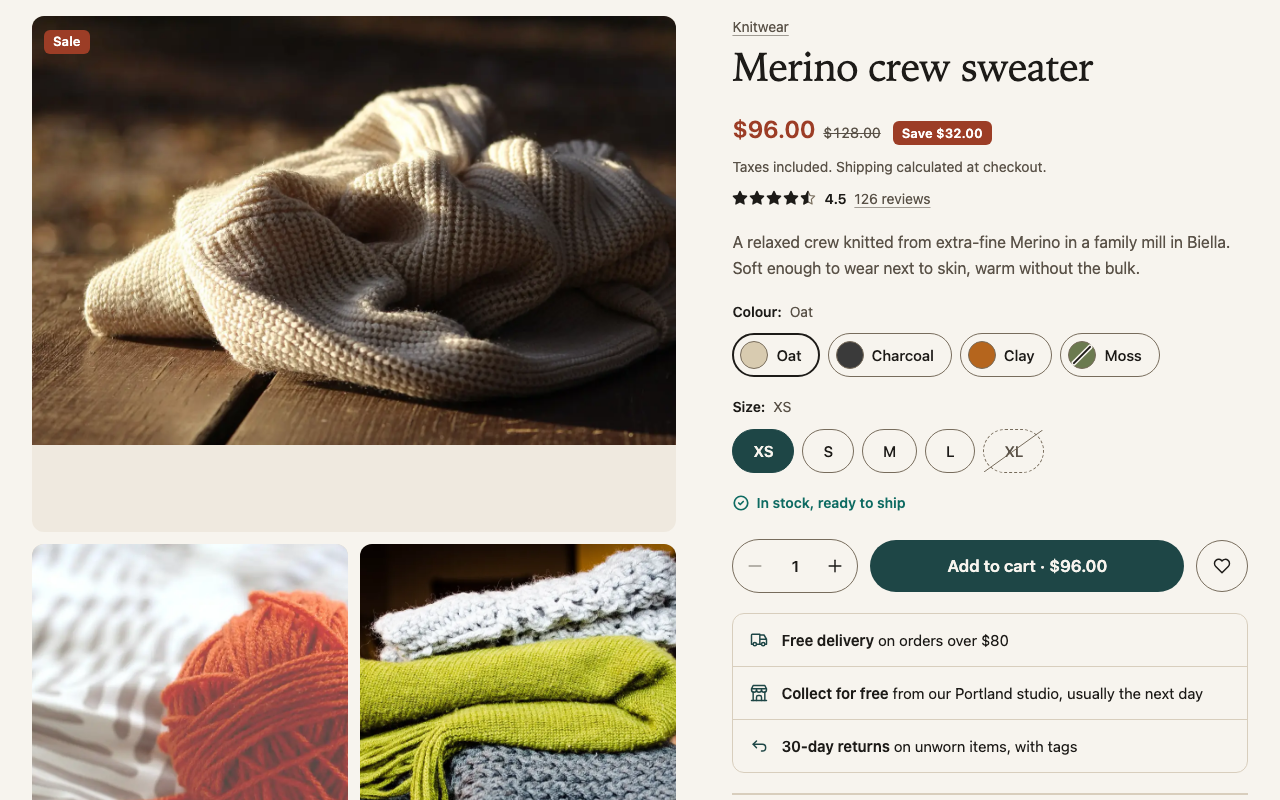 Sale
Knitwear
Merino crew sweater
$96.00 $128.00 Save $32.00
Taxes included. Shipping calculated at checkout.
4.5 126 reviews
A relaxed crew knitted from extra-fine Merino in a family mill in Biella.
Soft enough to wear next to skin, warm without the bulk.
Colour: Oat
Oat Charcoal Clay Moss
Size: XS
XS S M L XL
In stock, ready to ship
1 Add to cart · $96.00
Free delivery on orders over $80
Collect for free from our Portland studio, usually the next day
30-day returns on unworn items, with tags